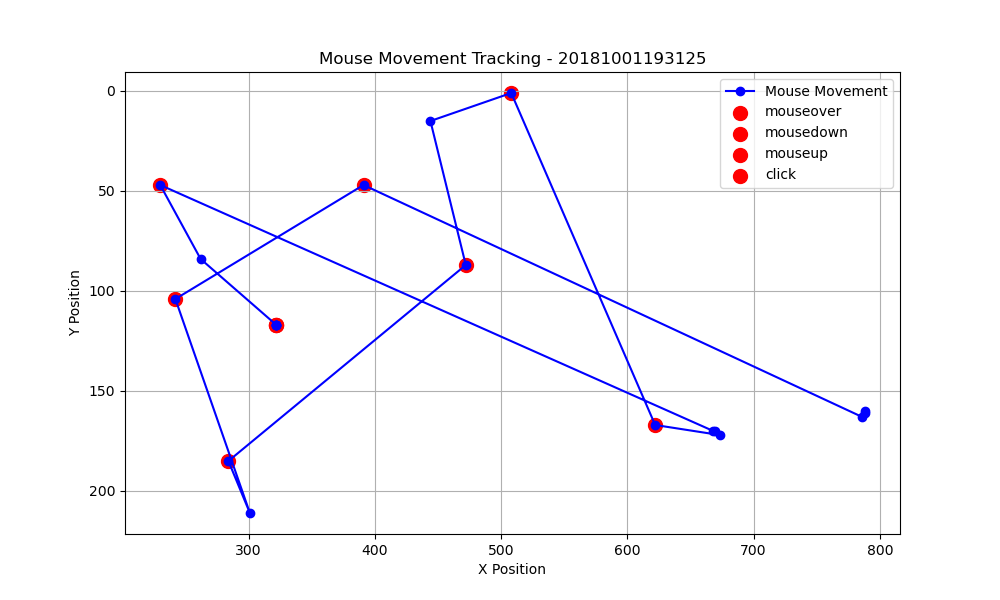 Mouse Movement Tracking - 20181001193125
Mouse Movement
mouseover
mousedown
mouseup
click
0
50
100
150
200
Y Position
300
400
500
600
700
800
X Position